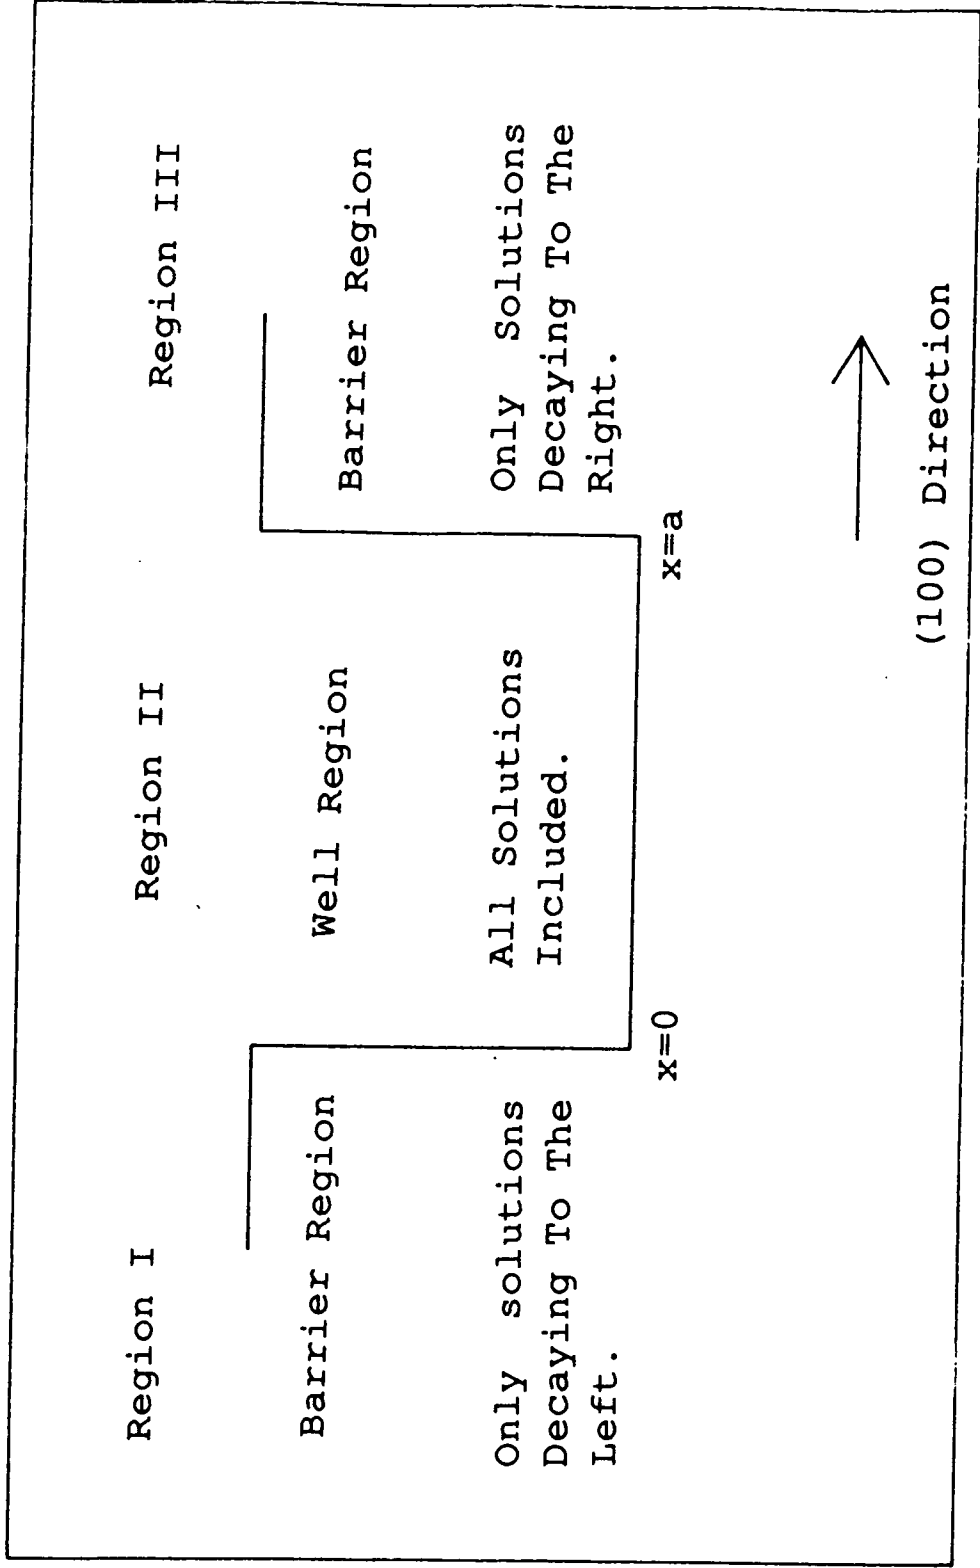 Region I
Region II
Region III
Barrier Region
Well Region
Barrier Region
Only solutions
Decaying To The
Left.
All Solutions
Included.
Only Solutions
Decaying To The
Right.
x=0
x=a
(100) Direction